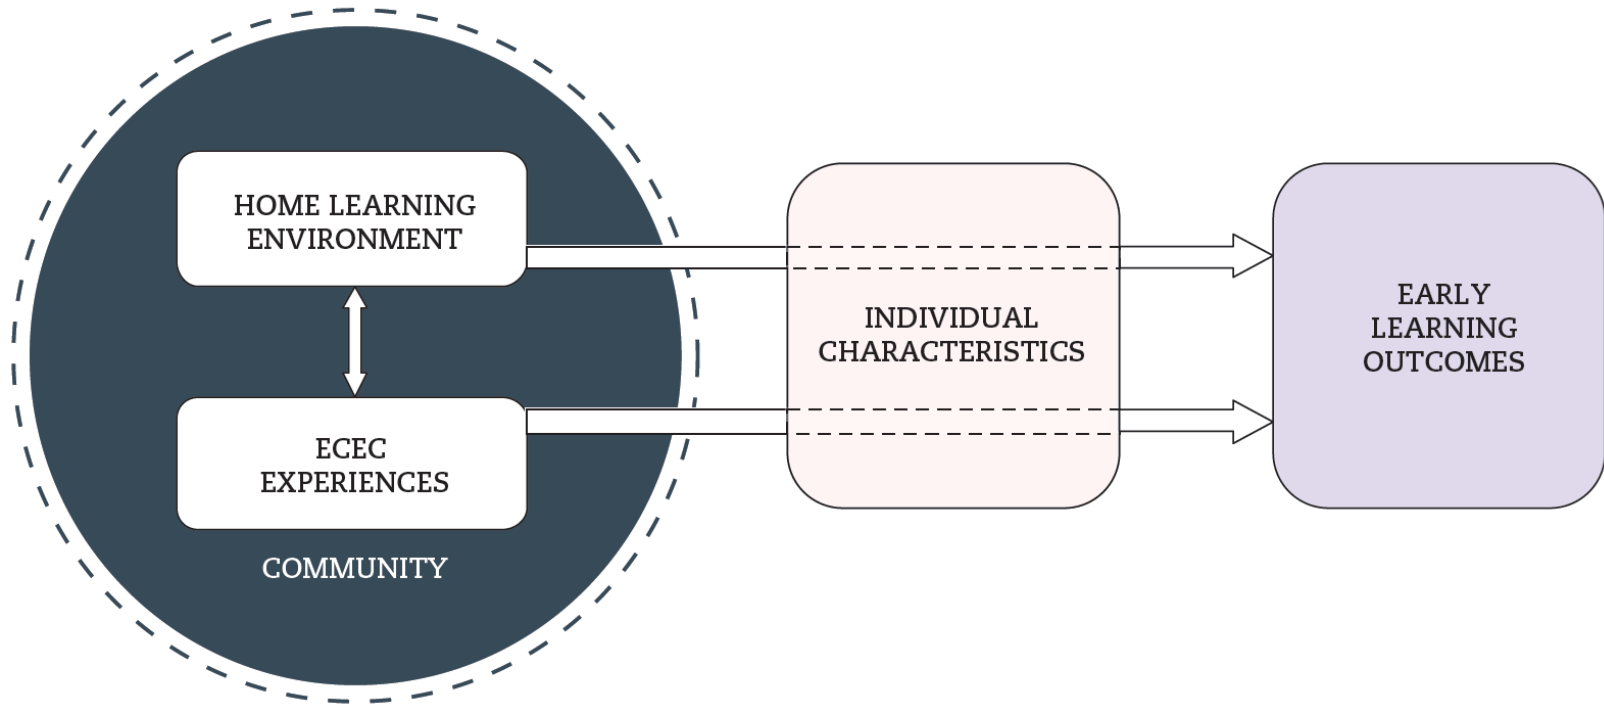 HOME LEARNING
ENVIRONMENT
ECEC
EXPERIENCES
COMMUNITY
INDIVIDUAL
CHARACTERISTICS
EARLY
LEARNING
OUTCOMES